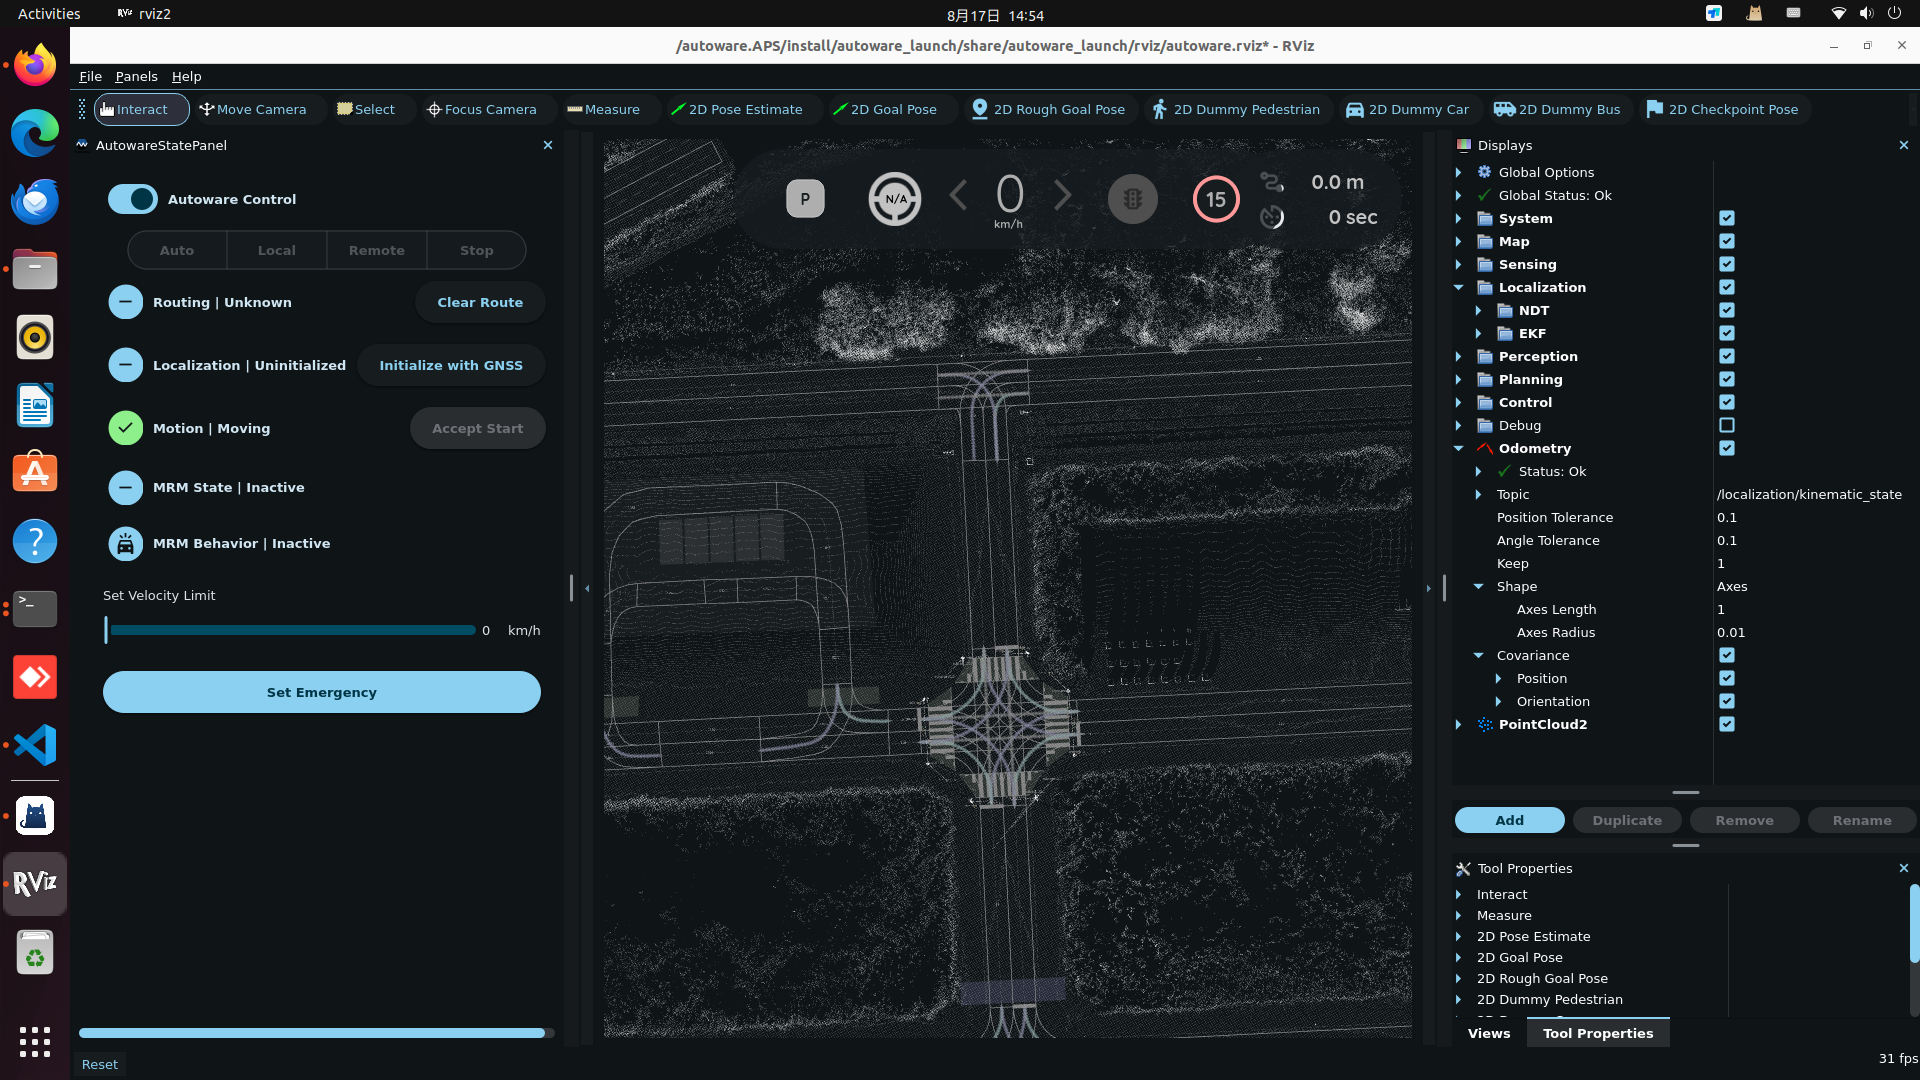 Activities
RViz rviz2
8月17日 14:54
/autoware.APS/install/autoware_launch/share/autoware_launch/rviz/autoware.rviz* - RViz
File Panels Help
Interact Move Camera Select Focus Camera Measure 2D Pose Estimate 2D Goal Pose 2D Rough Goal Pose 2D Dummy Pedestrian 2D Dummy Car 2D Dummy Bus 2D Checkpoint Pose
AutowareStatePanel
Autoware Control
Auto Local Remote Stop
Routing | Unknown Clear Route
Localization | Uninitialized Initialize with GNSS
Motion | Moving Accept Start
MRM State | Inactive
MRM Behavior | Inactive
Set Velocity Limit
0 km/h
Set Emergency
Reset
RViz
P
N/A
0
km/h
15
0.0 m
0 sec
Displays
Global Options
Global Status: Ok
System
Map
Sensing
Localization
NDT
EKF
Perception
Planning
Control
Debug
Odometry
Status: Ok
Topic /localization/kinematic_state
Position Tolerance 0.1
Angle Tolerance 0.1
Keep 1
Shape Axes
Axes Length 1
Axes Radius 0.01
Covariance
Position
Orientation
PointCloud2
Add Duplicate Remove Rename
Tool Properties
Interact
Measure
2D Pose Estimate
2D Goal Pose
2D Rough Goal Pose
2D Dummy Pedestrian
Views Tool Properties
31 fps